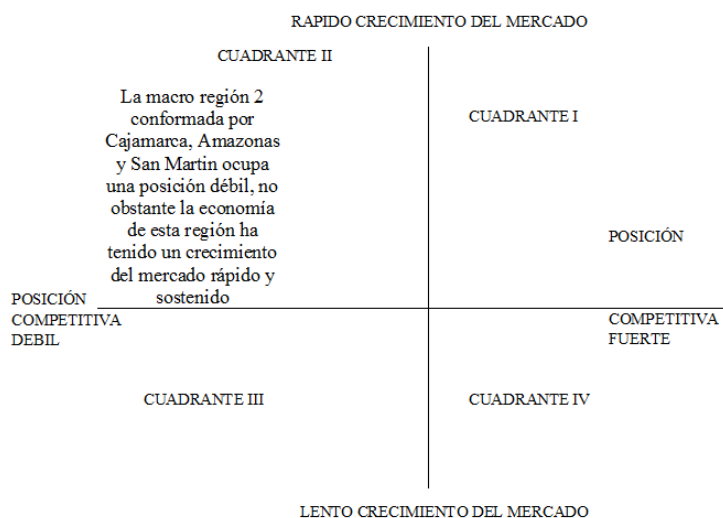 RAPIDO CRECIMIENTO DEL MERCADO
CUADRANTE II
La macro región 2
conformada por
Cajamarca, Amazonas
y San Martin ocupa
una posición débil, no
obstante la economía
de esta región ha
tenido un crecimiento
del mercado rápido y
sostenido
CUADRANTE I
POSICIÓN
COMPETITIVA
DEBIL
POSICIÓN
COMPETITIVA
FUERTE
CUADRANTE III
CUADRANTE IV
LENTO CRECIMIENTO DEL MERCADO